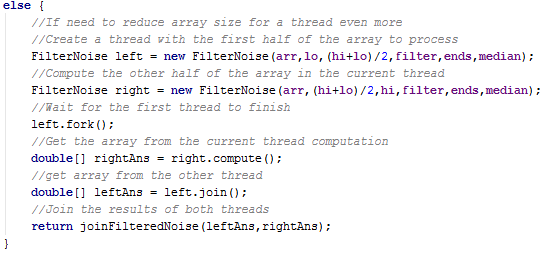 else {
//If need to reduce array size for a thread even more
//Create a thread with the first half of the array to process
FilterNoise left = new FilterNoise(arr,lo,(hi+lo)/2,filter,ends,median);
//Compute the other half of the array in the current thread
FilterNoise right = new FilterNoise(arr,(hi+lo)/2,hi,filter,ends,median);
//Wait for the first thread to finish
left.fork();
//Get the array from the current thread computation
double[] rightAns = right.compute();
//get array from the other thread
double[] leftAns = left.join();
//Join the results of both threads
return joinFilteredNoise(leftAns,rightAns);
}